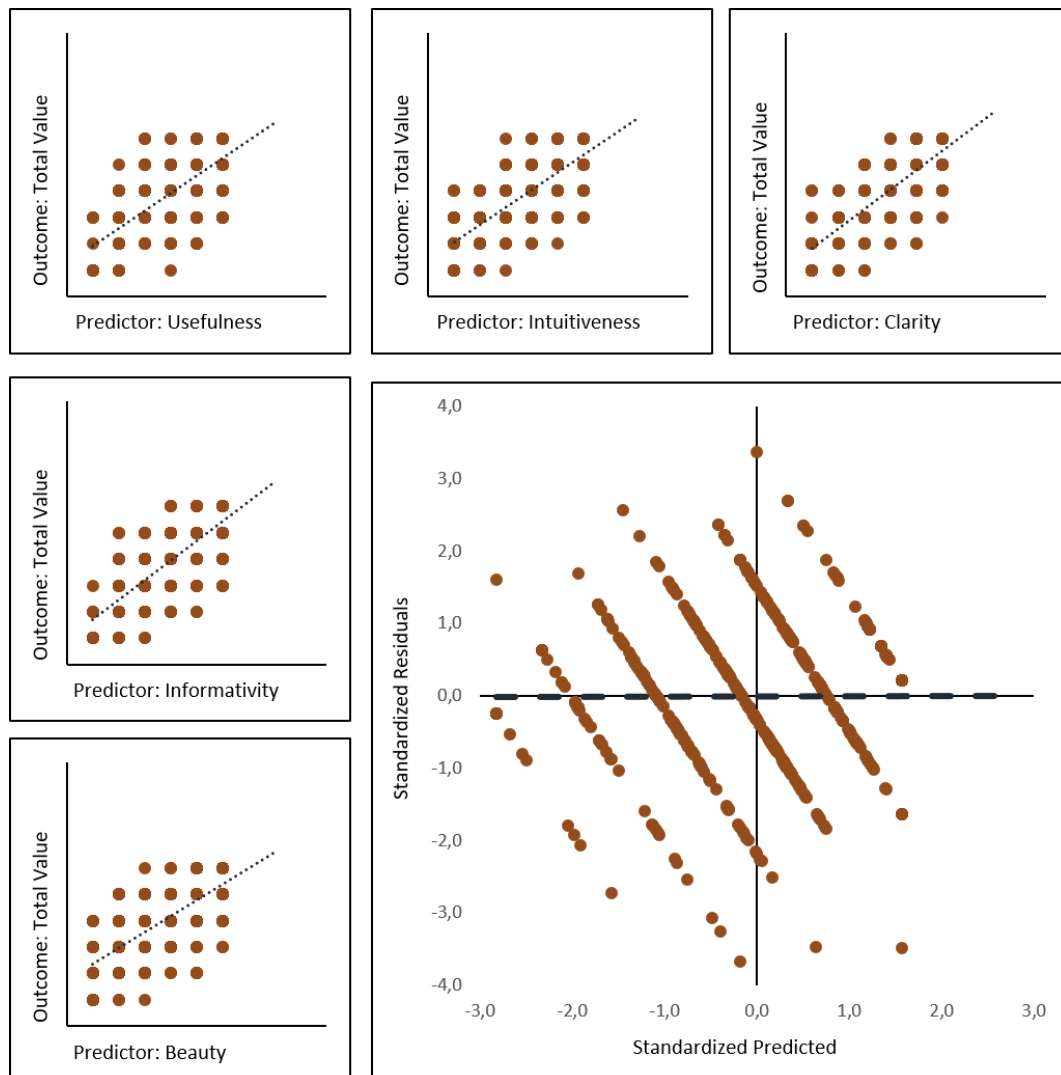 Outcome: Total Value
Predictor: Usefulness
Outcome: Total Value
Predictor: Intuitiveness
Outcome: Total Value
Predictor: Clarity
Outcome: Total Value
Predictor: Informativity
Outcome: Total Value
Predictor: Beauty
Standardized Residuals
4,0
3,0
2,0
1,0
0,0
-1,0
-2,0
-3,0
-4,0
-3,0 -2,0 -1,0 0,0 1,0 2,0 3,0
Standardized Predicted